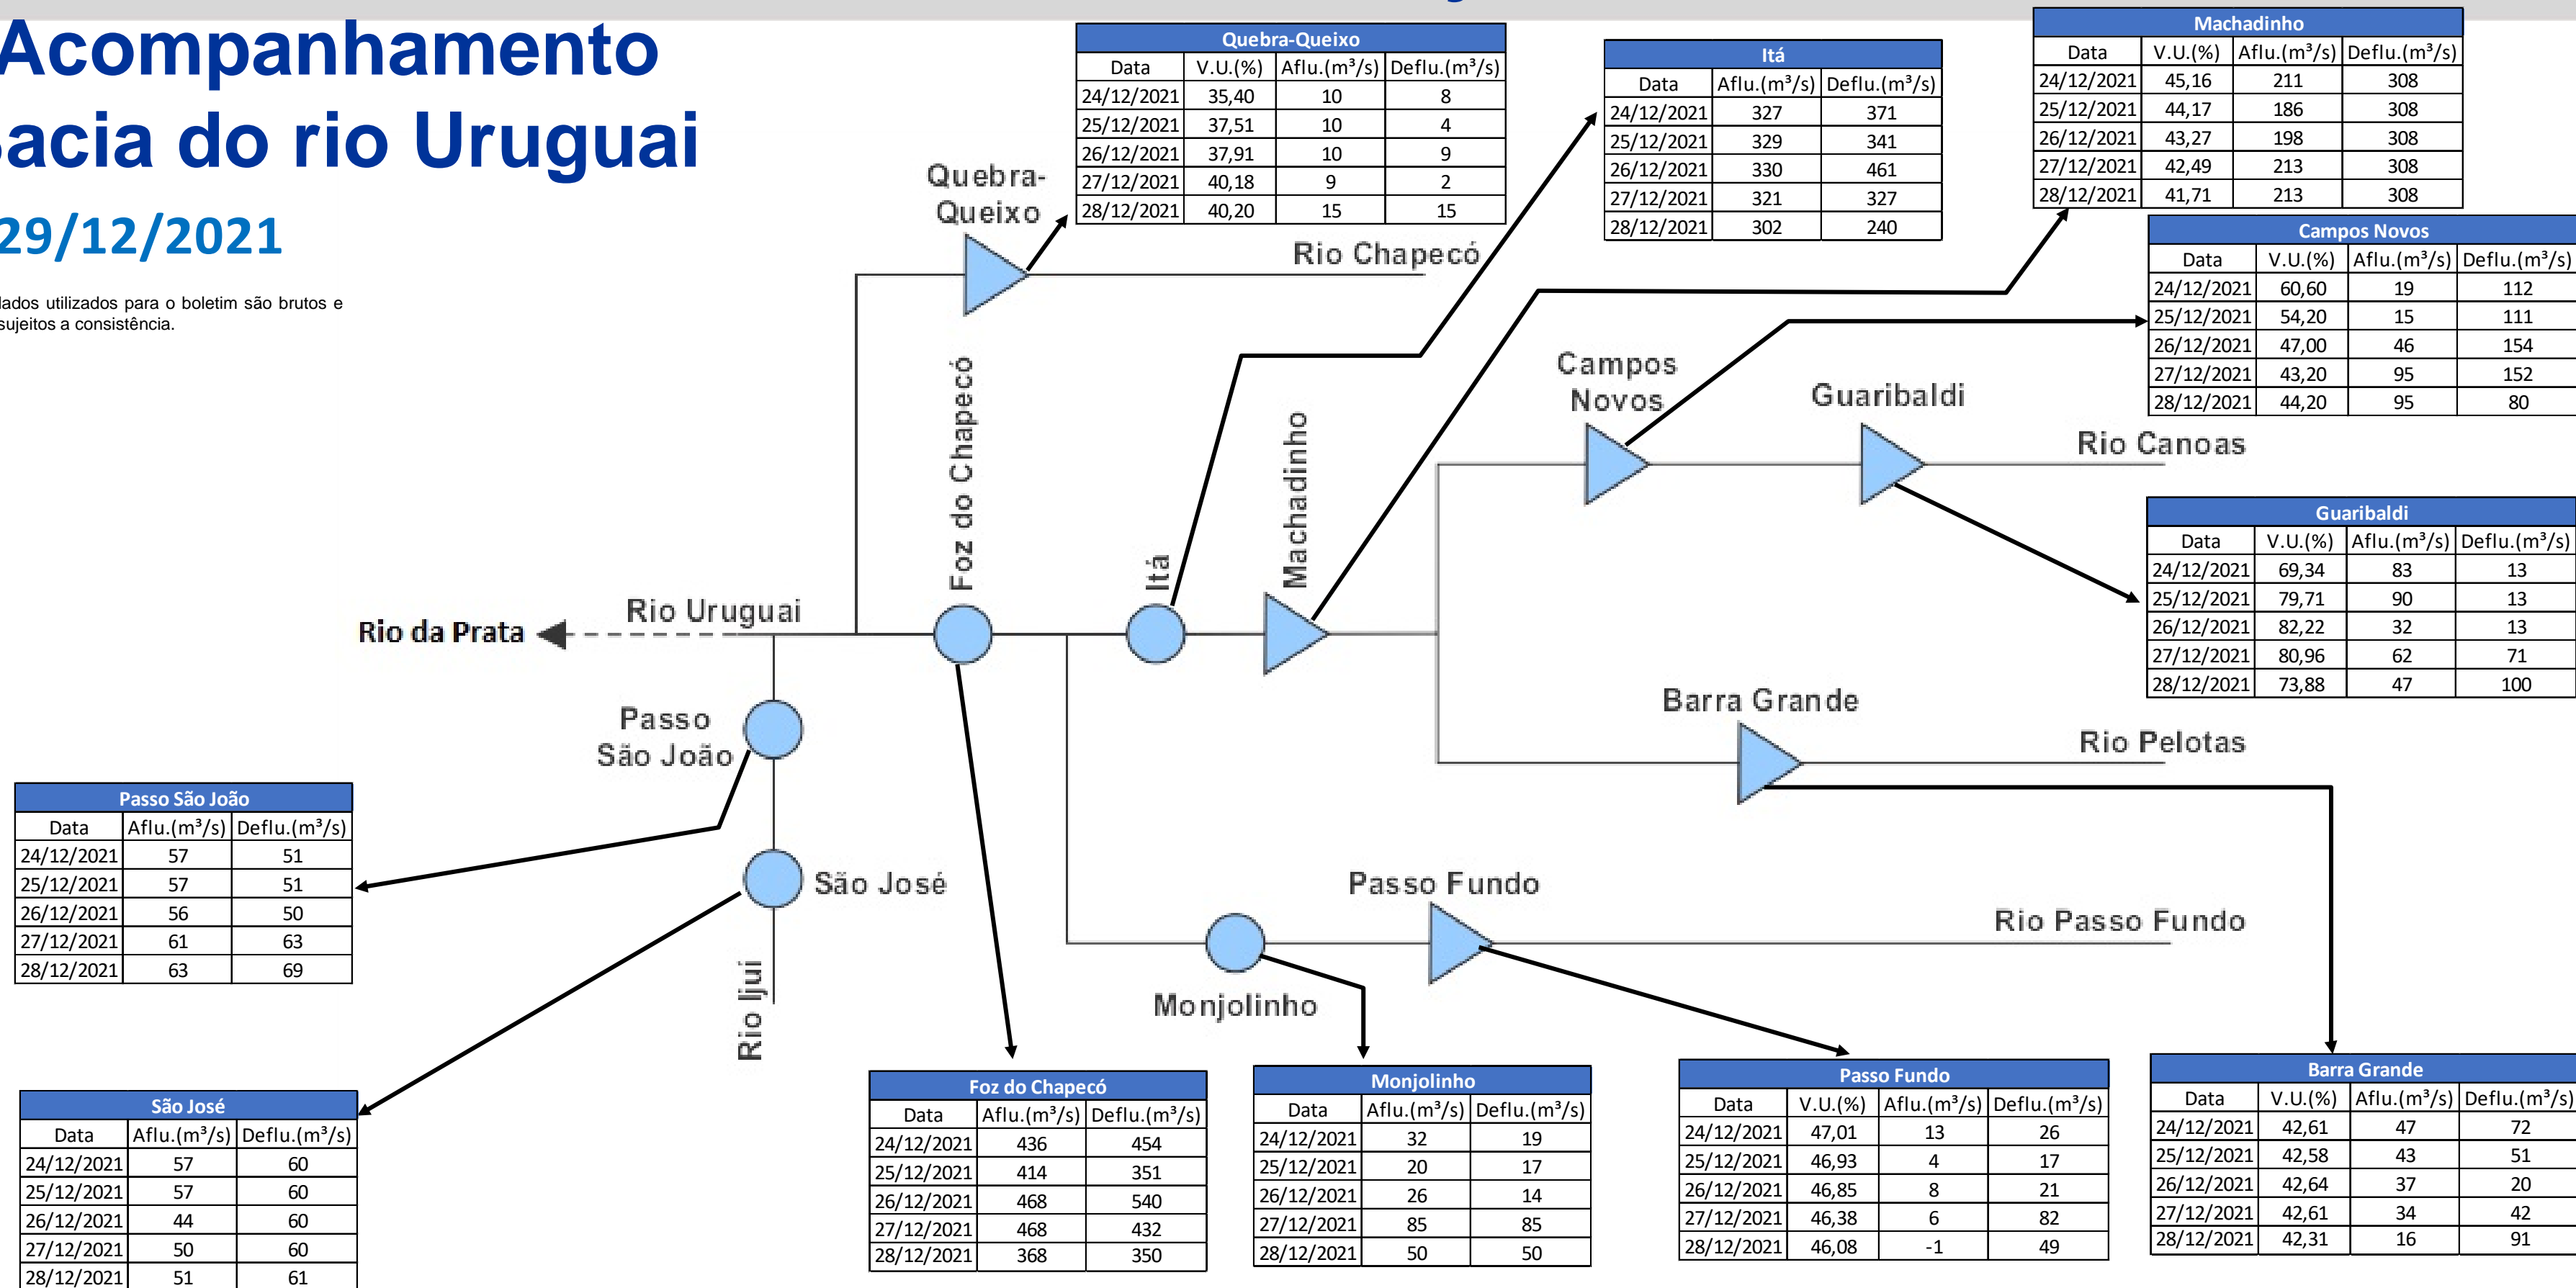 Acompanhamento
acia do rio Uruguai
29/12/2021
dados utilizados para o boletim são brutos e
sujeitos a consistência.
Quebra-Queixo
Data V.U.(%) Aflu.(m³/s) Deflu.(m³/s)
24/12/2021 35,40 10 8
25/12/2021 37,51 10 4
26/12/2021 37,91 10 9
27/12/2021 40,18 9 2
28/12/2021 40,20 15 15
Itá
Data Aflu.(m³/s) Deflu.(m³/s)
24/12/2021 327 371
25/12/2021 329 341
26/12/2021 330 461
27/12/2021 321 327
28/12/2021 302 240
Machadinho
Data V.U.(%) Aflu.(m³/s) Deflu.(m³/s)
24/12/2021 45,16 211 308
25/12/2021 44,17 186 308
26/12/2021 43,27 198 308
27/12/2021 42,49 213 308
28/12/2021 41,71 213 308
Campos Novos
Data V.U.(%) Aflu.(m³/s) Deflu.(m³/s)
24/12/2021 60,60 19 112
25/12/2021 54,20 15 111
26/12/2021 47,00 46 154
27/12/2021 43,20 95 152
28/12/2021 44,20 95 80
Quebra-
Queixo
Rio Chapecó
Foz do Chapecó
Itá
Machadinho
Campos
Novos
Guaribaldi
Rio Canoas
Guaribaldi
Data V.U.(%) Aflu.(m³/s) Deflu.(m³/s)
24/12/2021 69,34 83 13
25/12/2021 79,71 90 13
26/12/2021 82,22 32 13
27/12/2021 80,96 62 71
28/12/2021 73,88 47 100
Rio da Prata
Rio Uruguai
Barra Grande
Rio Pelotas
Passo
São João
São José
Rio Ijuí
Passo Fundo
Rio Passo Fundo
Monjolinho
Passo São João
Data Aflu.(m³/s) Deflu.(m³/s)
24/12/2021 57 51
25/12/2021 57 51
26/12/2021 56 50
27/12/2021 61 63
28/12/2021 63 69
São José
Data Aflu.(m³/s) Deflu.(m³/s)
24/12/2021 57 60
25/12/2021 57 60
26/12/2021 44 60
27/12/2021 50 60
28/12/2021 51 61
Foz do Chapecó
Data Aflu.(m³/s) Deflu.(m³/s)
24/12/2021 436 454
25/12/2021 414 351
26/12/2021 468 540
27/12/2021 468 432
28/12/2021 368 350
Monjolinho
Data Aflu.(m³/s) Deflu.(m³/s)
24/12/2021 32 19
25/12/2021 20 17
26/12/2021 26 14
27/12/2021 85 85
28/12/2021 50 50
Passo Fundo
Data V.U.(%) Aflu.(m³/s) Deflu.(m³/s)
24/12/2021 47,01 13 26
25/12/2021 46,93 4 17
26/12/2021 46,85 8 21
27/12/2021 46,38 6 82
28/12/2021 46,08 -1 49
Barra Grande
Data V.U.(%) Aflu.(m³/s) Deflu.(m³/s)
24/12/2021 42,61 47 72
25/12/2021 42,58 43 51
26/12/2021 42,64 37 20
27/12/2021 42,61 34 42
28/12/2021 42,31 16 91